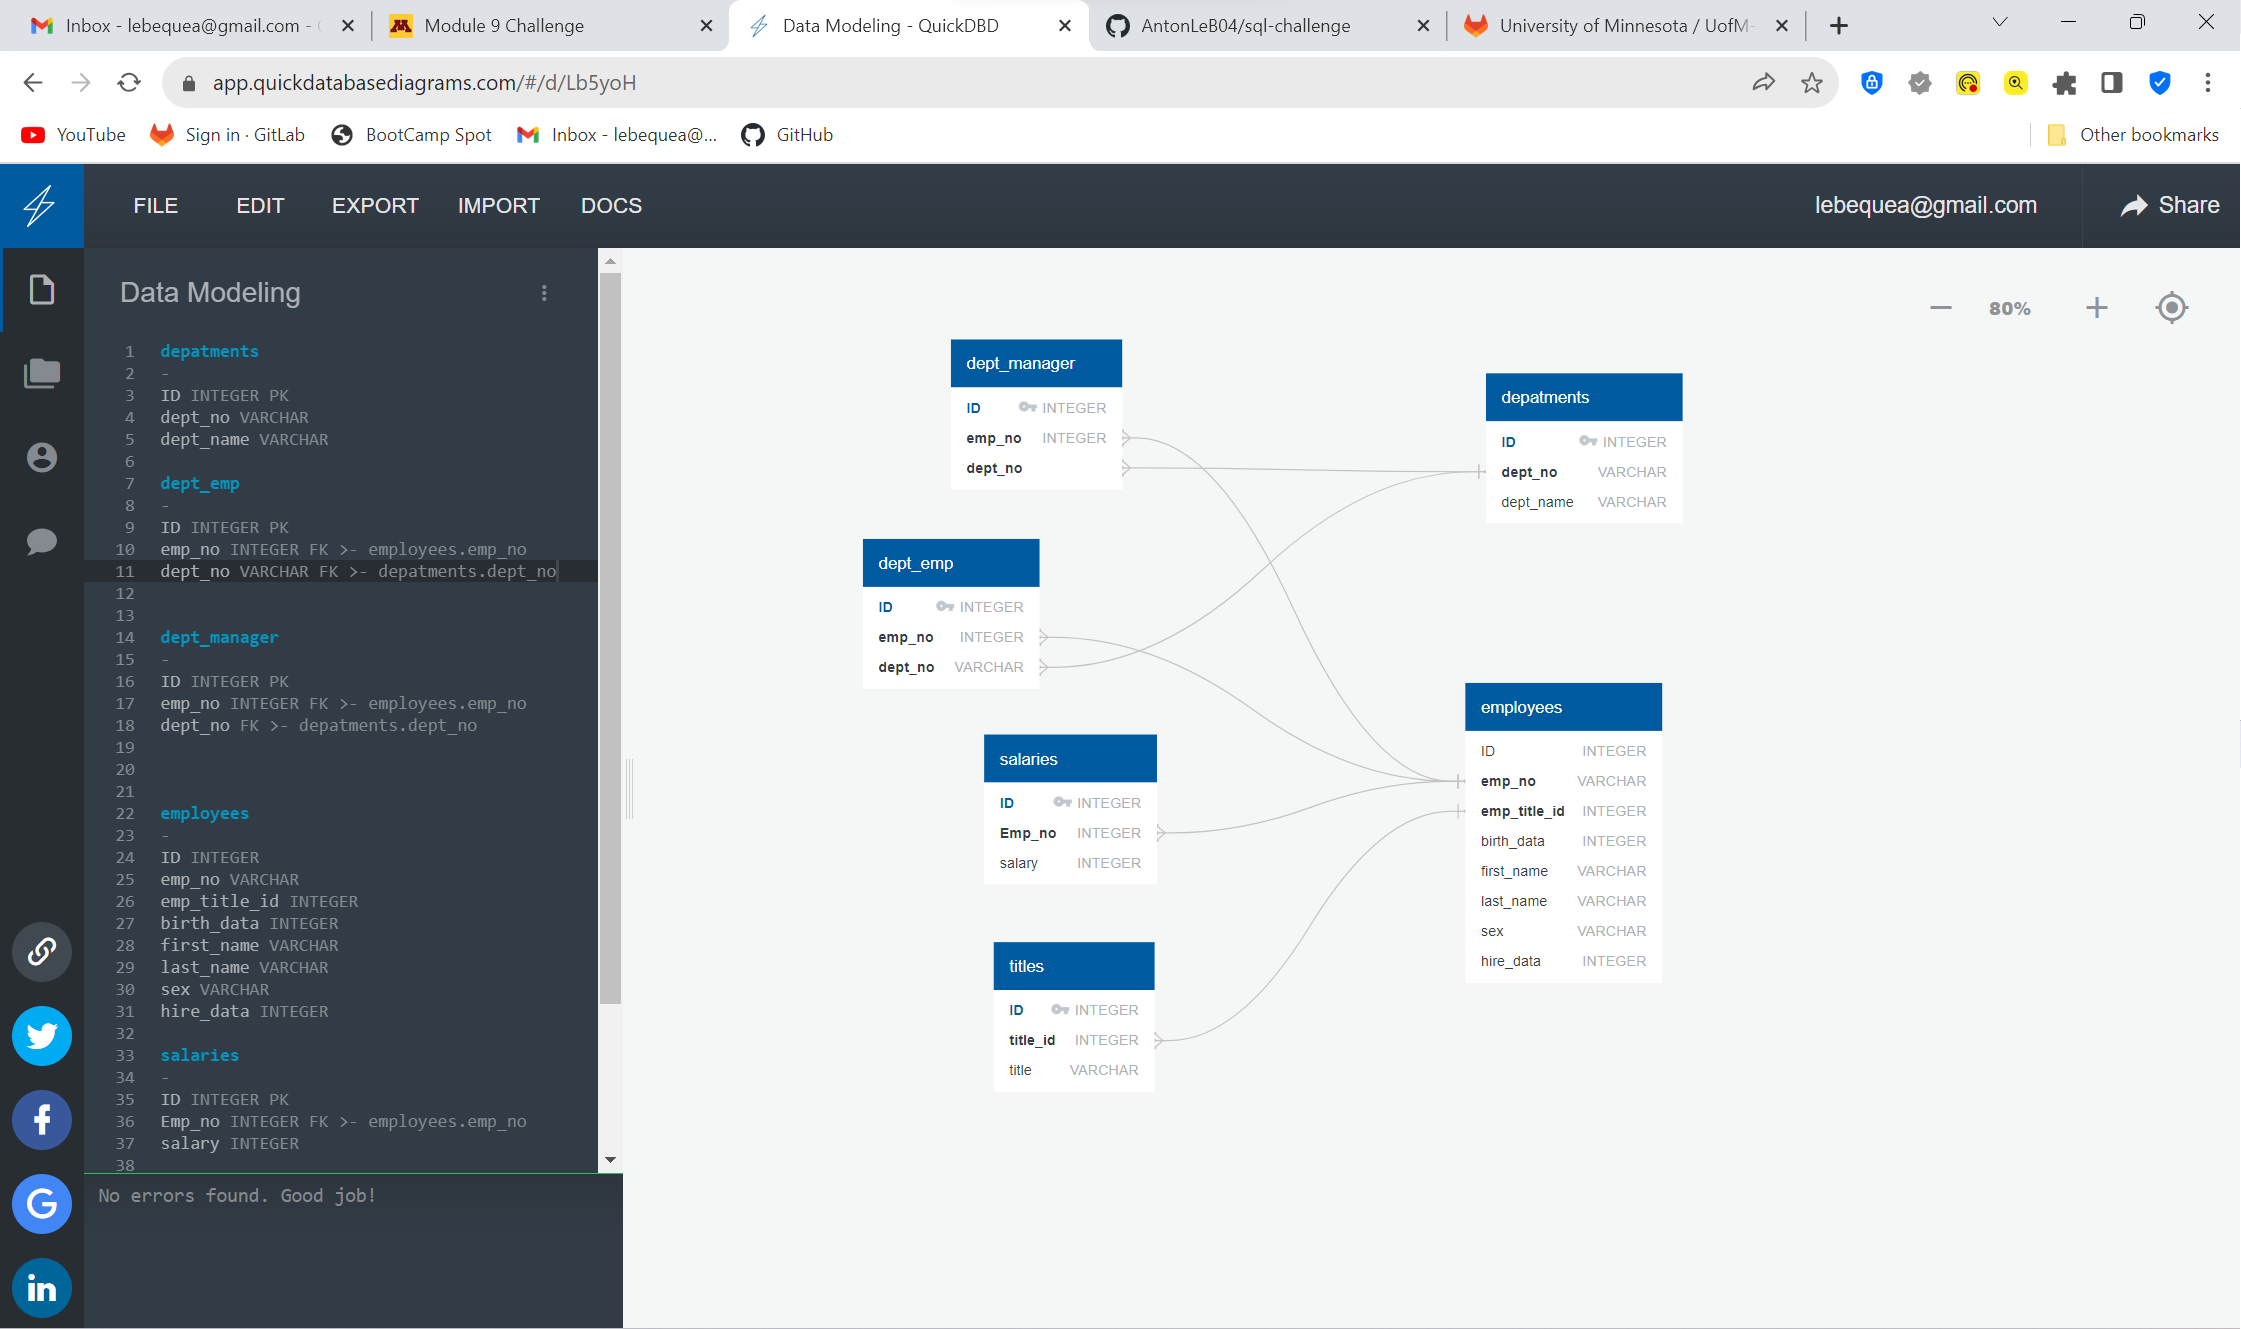 Inbox - lebequea@gmail.com -
Module 9 Challenge
Data Modeling - QuickDBD
AntonLeB04/sql-challenge
University of Minnesota / UofM-
app.quickdatabasediagrams.com/#/d/Lb5yoH
YouTube
Sign in · GitLab
BootCamp Spot
Inbox - lebequea@...
GitHub
Other bookmarks
FILE EDIT EXPORT IMPORT DOCS
lebequea@gmail.com
Share
Data Modeling
1 depatments
2 -
3 ID INTEGER PK
4 dept_no VARCHAR
5 dept_name VARCHAR
6
7 dept_emp
8 -
9 ID INTEGER PK
10 emp_no INTEGER FK >- employees.emp_no
11 dept_no VARCHAR FK >- depatments.dept_no
12
13
14 dept_manager
15 -
16 ID INTEGER PK
17 emp_no INTEGER FK >- employees.emp_no
18 dept_no FK >- depatments.dept_no
19
20
21
22 employees
23 -
24 ID INTEGER
25 emp_no VARCHAR
26 emp_title_id INTEGER
27 birth_data INTEGER
28 first_name VARCHAR
29 last_name VARCHAR
30 sex VARCHAR
31 hire_data INTEGER
32
33 salaries
34 -
35 ID INTEGER PK
36 Emp_no INTEGER FK >- employees.emp_no
37 salary INTEGER
38
No errors found. Good job!
80%
dept_manager
ID INTEGER
emp_no INTEGER
dept_no
depatments
ID INTEGER
dept_no VARCHAR
dept_name VARCHAR
dept_emp
ID INTEGER
emp_no INTEGER
dept_no VARCHAR
employees
ID INTEGER
emp_no VARCHAR
emp_title_id INTEGER
birth_data INTEGER
first_name VARCHAR
last_name VARCHAR
sex VARCHAR
hire_data INTEGER
salaries
ID INTEGER
Emp_no INTEGER
salary INTEGER
titles
ID INTEGER
title_id INTEGER
title VARCHAR